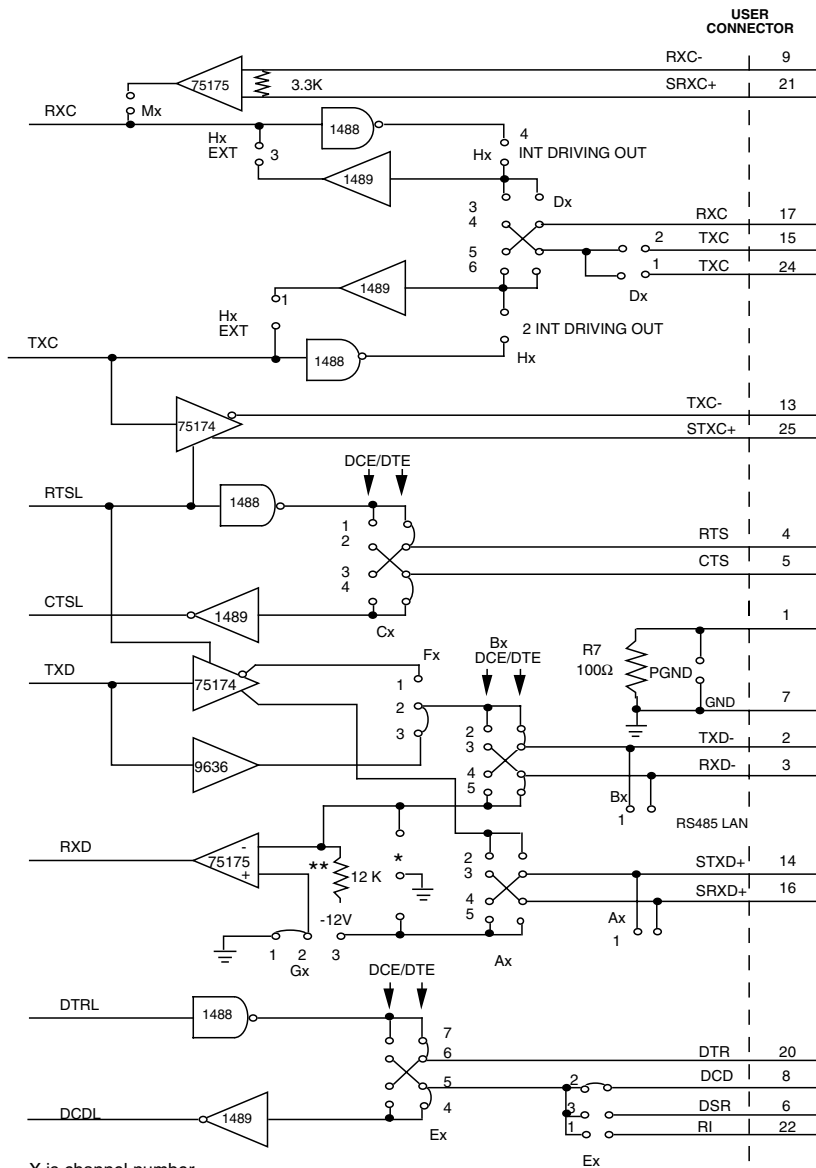 USER
CONNECTOR
RXC- 9
75175
3.3K
SRXC+ 21
RXC
Mx
1488
4
Hx
EXT
3
Hx
INT DRIVING OUT
1489
Dx
3
4
RXC 17
2
TXC 15
5
6
1
TXC 24
Dx
1489
1
Hx
EXT
2 INT DRIVING OUT
TXC
1488
Hx
TXC- 13
75174
STXC+ 25
DCE/DTE
RTSL
1488
1
2
RTS 4
CTS 5
3
4
CTSL
1489
Cx
1
R7
100Ω
PGND
Fx
Bx
DCE/DTE
TXD
75174
1
2
3
GND 7
2
3
TXD- 2
9636
4
5
RXD- 3
Bx
1
RS485 LAN
RXD
-
75175
+
**
12 K
*
2
3
STXD+ 14
4
5
SRXD+ 16
-12V
Ax
1
1 2 3
Gx
Ax
DCE/DTE
DTRL
1488
7
6
DTR 20
5
2
DCD 8
4
3
DSR 6
DCDL
1489
1
RI 22
Ex
Ex
X is channel number